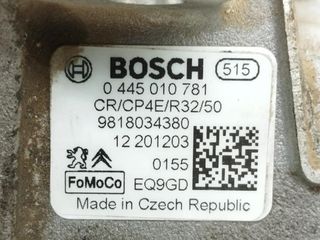 BOSCH 515
0 445 010 781
CR/CP4E/R32/50
9818034380
12 201203
0155
FoMoCo EQ9GD
Made in Czech Republic